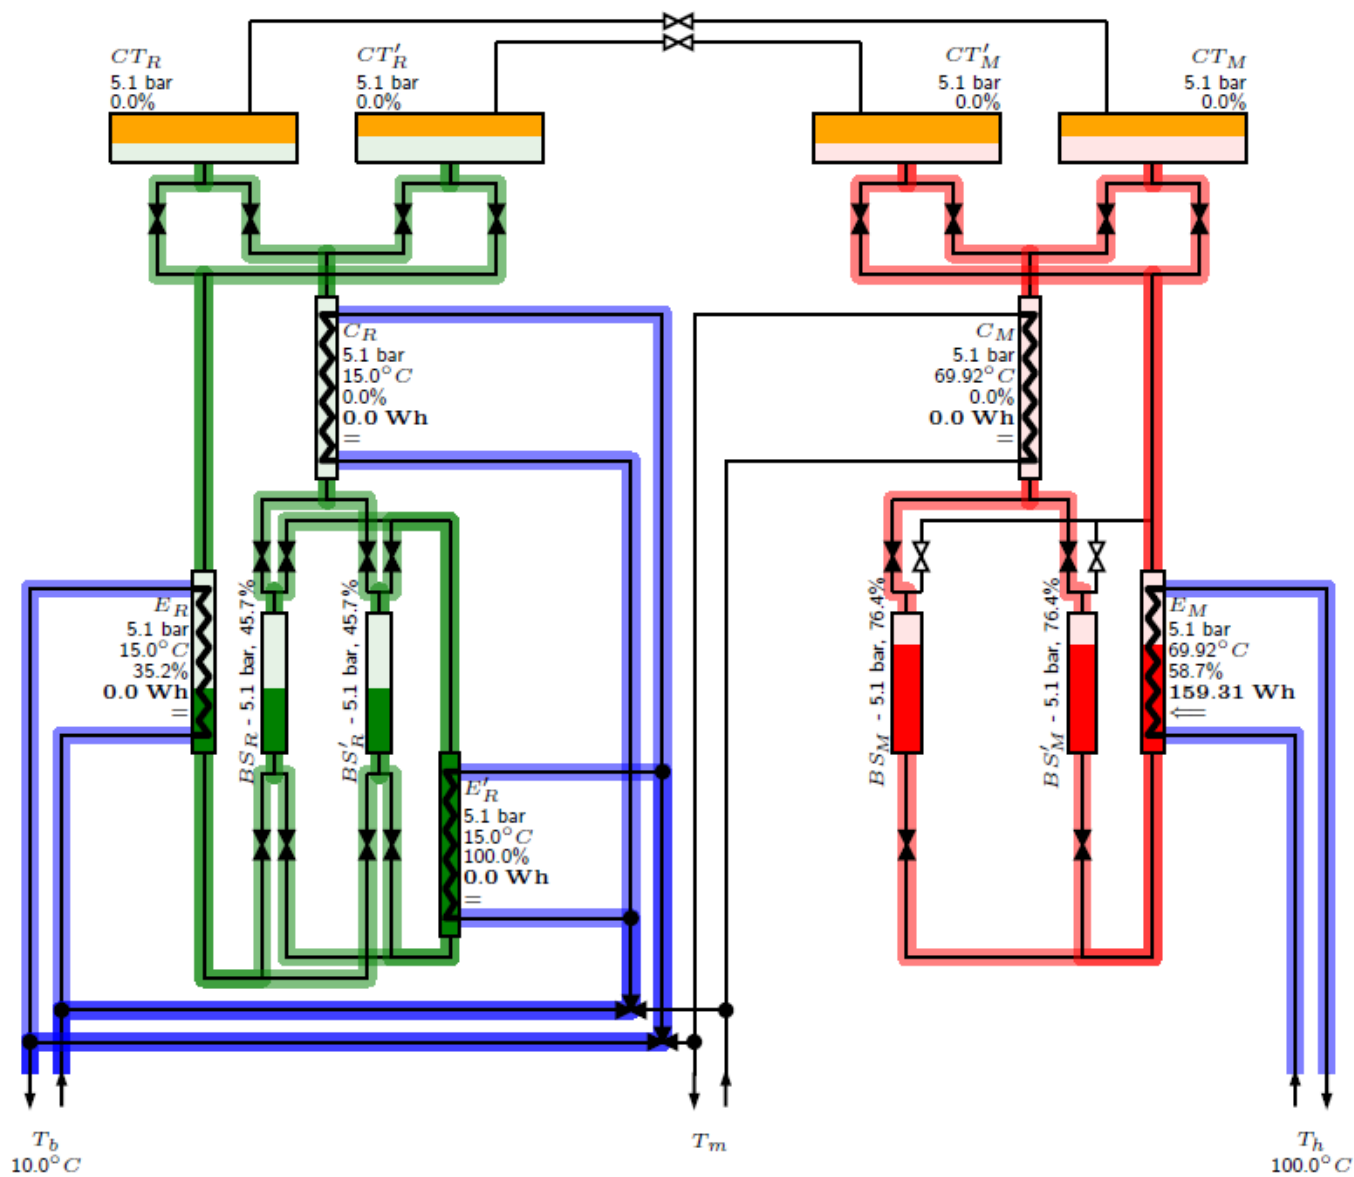 CT_R
5.1 bar
0.0%
CT'_R
5.1 bar
0.0%
CT'_M
5.1 bar
0.0%
CT_M
5.1 bar
0.0%
C_R
5.1 bar
15.0°C
0.0%
0.0 Wh
=
C_M
5.1 bar
69.92°C
0.0%
0.0 Wh
=
E_R
5.1 bar
15.0°C
35.2%
0.0 Wh
=
BS_R - 5.1 bar, 45.7%
BS'_R - 5.1 bar, 45.7%
E'_R
5.1 bar
15.0°C
100.0%
0.0 Wh
=
BS_M - 5.1 bar, 76.4%
BS'_M - 5.1 bar, 76.4%
E_M
5.1 bar
69.92°C
58.7%
159.31 Wh
⇐
T_b
10.0°C
T_m
T_h
100.0°C